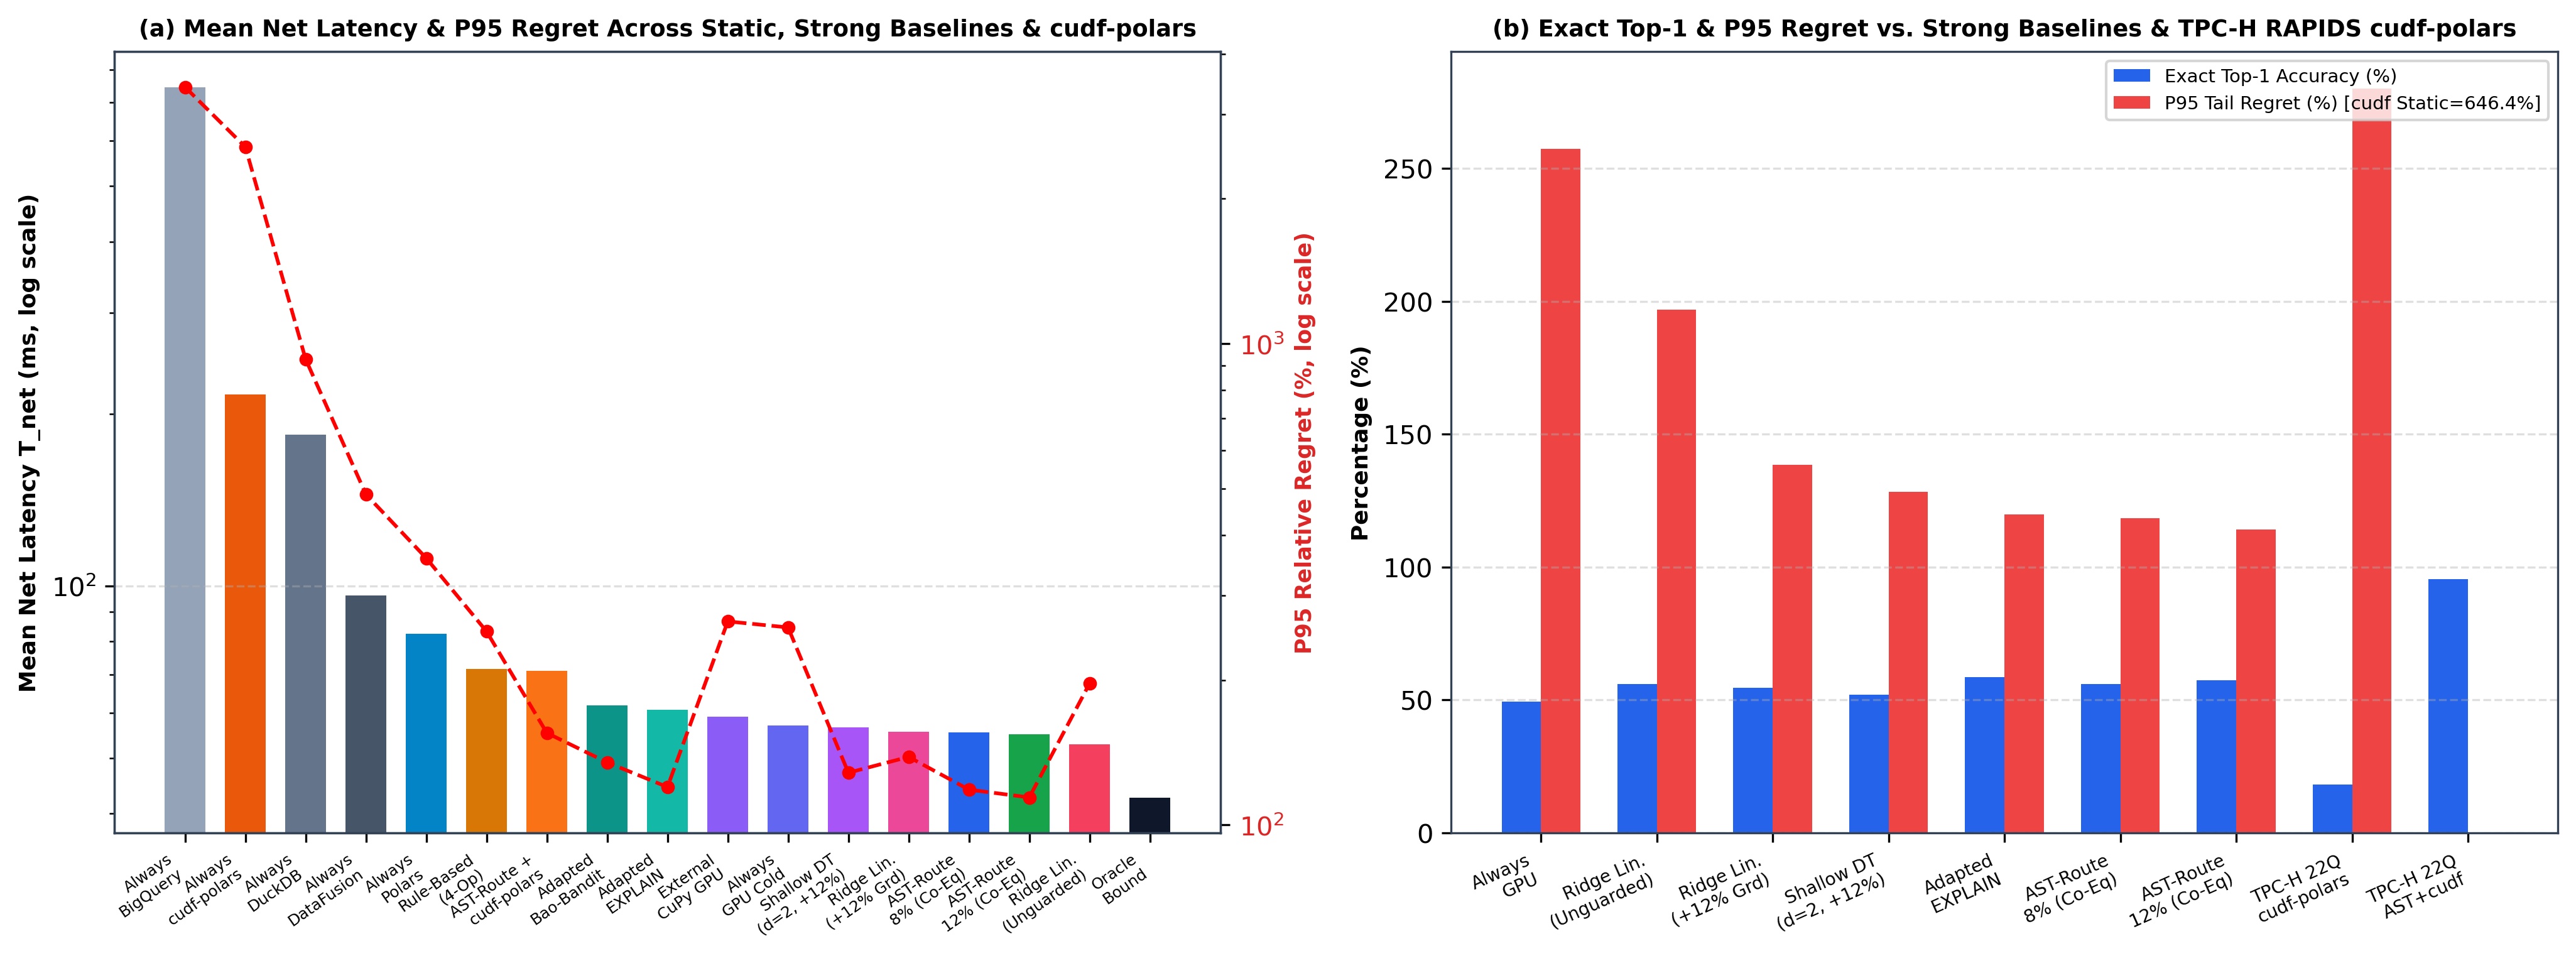 (a) Mean Net Latency & P95 Regret Across Static, Strong Baselines & cudf-polars
Mean Net Latency T_net (ms, log scale)
10²
P95 Relative Regret (%, log scale)
10³
10²
Always
BigQuery
Always
cudf-polars
Always
DuckDB
Always
DataFusion
Always
Polars
Rule-Based
(4-Op)
AST-Route +
cudf-polars
Adapted
Bao-Bandit
Adapted
EXPLAIN
External
CuPy GPU
Always
GPU Cold
Shallow DT
(d=2, +12%)
Ridge Lin.
(+12% Grd)
AST-Route
8% (Co-Eq)
AST-Route
12% (Co-Eq)
Ridge Lin.
(Unguarded)
Oracle
Bound
(b) Exact Top-1 & P95 Regret vs. Strong Baselines & TPC-H RAPIDS cudf-polars
Exact Top-1 Accuracy (%)
P95 Tail Regret (%) [cudf Static=646.4%]
Percentage (%)
250
200
150
100
50
0
Always
GPU
Ridge Lin.
(Unguarded)
Ridge Lin.
(+12% Grd)
Shallow DT
(d=2, +12%)
Adapted
EXPLAIN
AST-Route
8% (Co-Eq)
AST-Route
12% (Co-Eq)
TPC-H 22Q
cudf-polars
TPC-H 22Q
AST+cudf